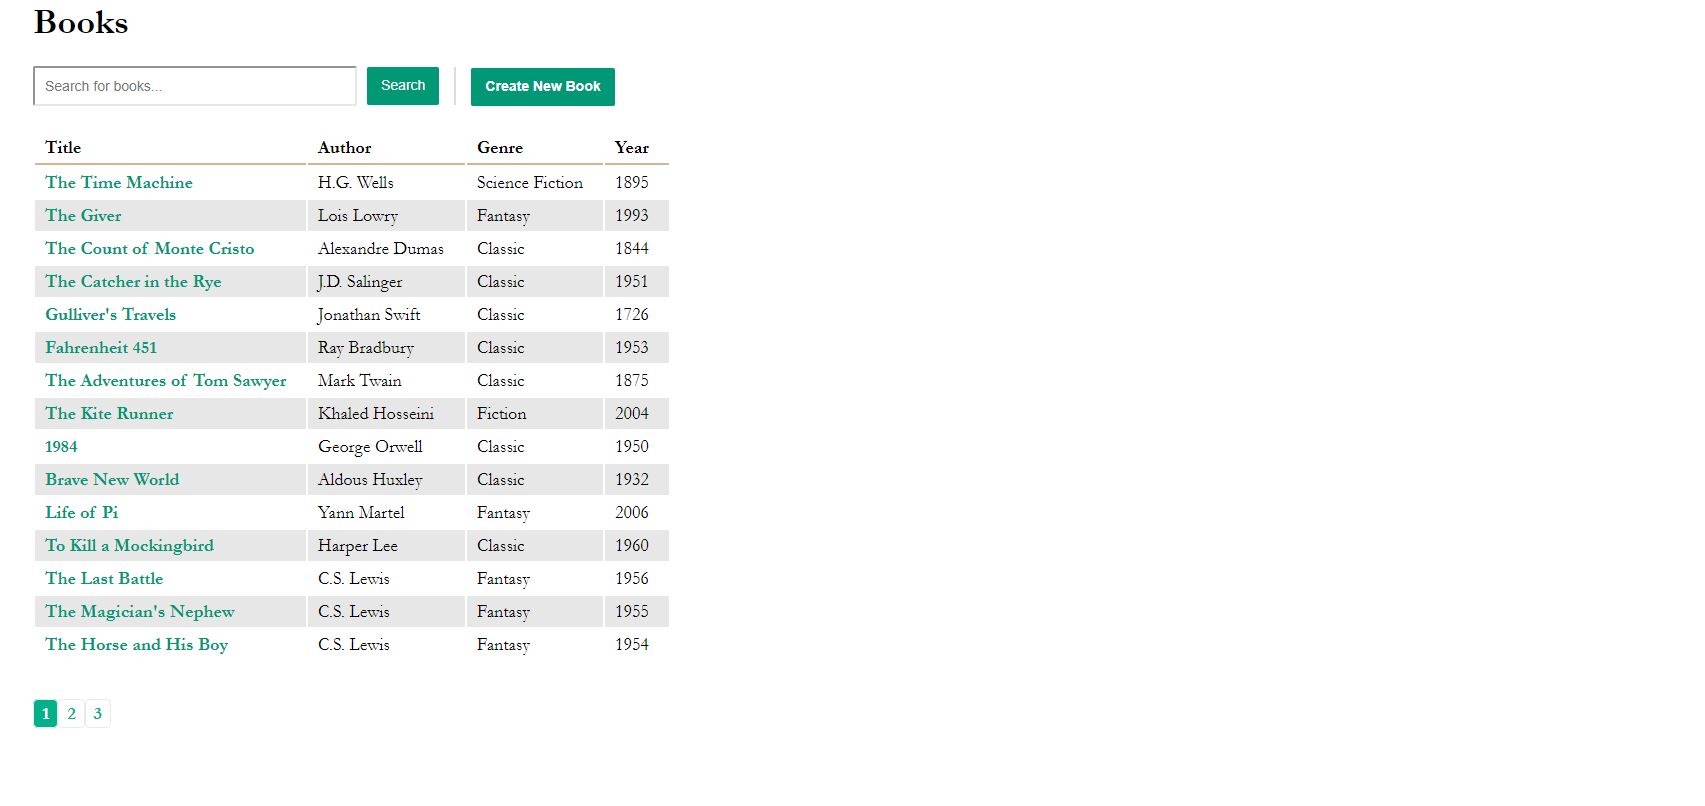 Books
Search for books... Search Create New Book
Title Author Genre Year
The Time Machine H.G. Wells Science Fiction 1895
The Giver Lois Lowry Fantasy 1993
The Count of Monte Cristo Alexandre Dumas Classic 1844
The Catcher in the Rye J.D. Salinger Classic 1951
Gulliver's Travels Jonathan Swift Classic 1726
Fahrenheit 451 Ray Bradbury Classic 1953
The Adventures of Tom Sawyer Mark Twain Classic 1875
The Kite Runner Khaled Hosseini Fiction 2004
1984 George Orwell Classic 1950
Brave New World Aldous Huxley Classic 1932
Life of Pi Yann Martel Fantasy 2006
To Kill a Mockingbird Harper Lee Classic 1960
The Last Battle C.S. Lewis Fantasy 1956
The Magician's Nephew C.S. Lewis Fantasy 1955
The Horse and His Boy C.S. Lewis Fantasy 1954
1 2 3